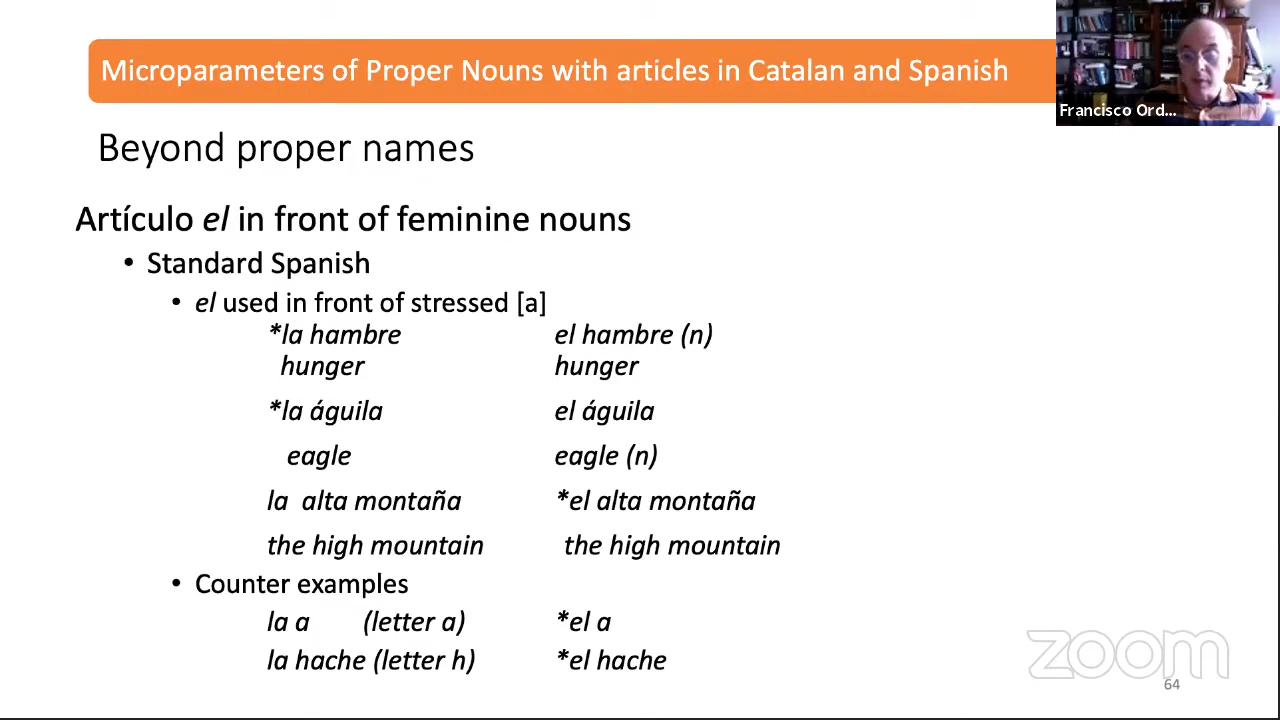 Microparameters of Proper Nouns with articles in Catalan and Spanish
Francisco Ord...
Beyond proper names
Artículo el in front of feminine nouns
• Standard Spanish
• el used in front of stressed [a]
*la hambre el hambre (n)
hunger hunger
*la águila el águila
eagle eagle (n)
la alta montaña *el alta montaña
the high mountain the high mountain
• Counter examples
la a (letter a) *el a
la hache (letter h) *el hache
zoom
64